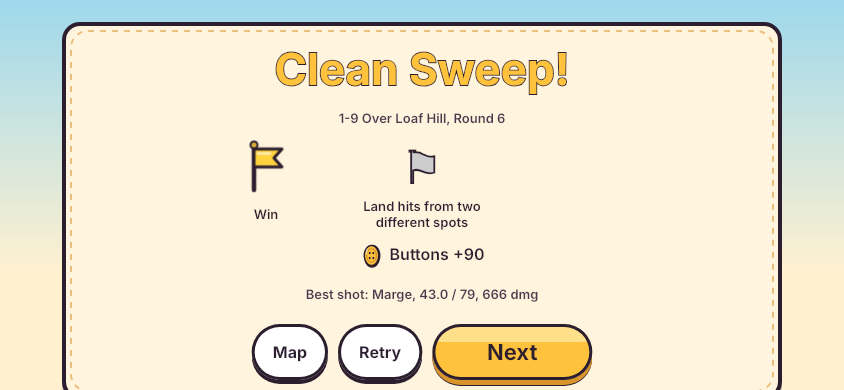 Clean Sweep!
1-9 Over Loaf Hill, Round 6
Win
Land hits from two
different spots
Buttons +90
Best shot: Marge, 43.0 / 79, 666 dmg
Map
Retry
Next